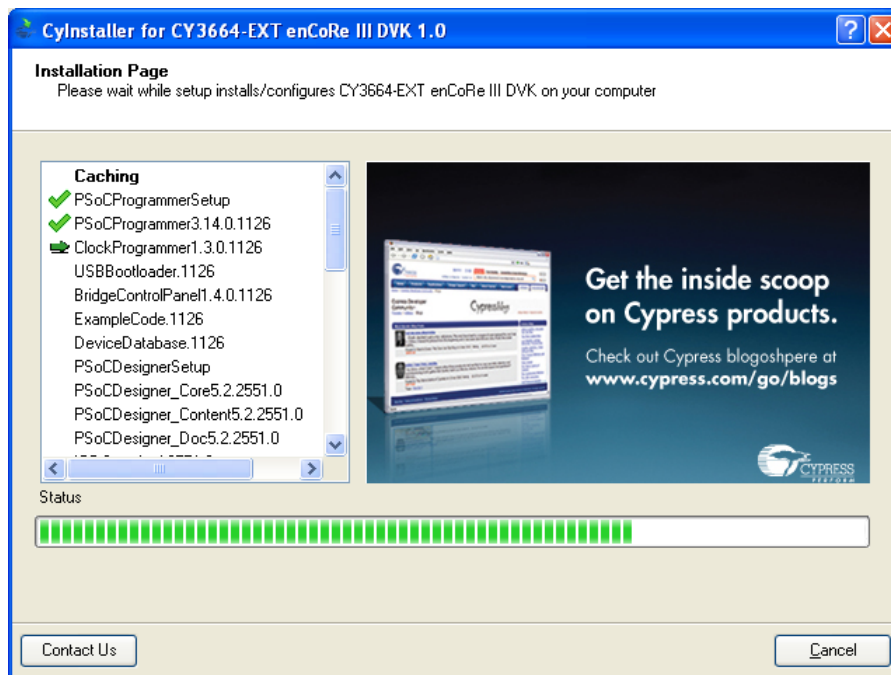 CyInstaller for CY3664-EXT enCoRe III DVK 1.0
Installation Page
Please wait while setup installs/configures CY3664-EXT enCoRe III DVK on your computer
Caching
PSoCProgrammerSetup
PSoCProgrammer3.14.0.1126
ClockProgrammer1.3.0.1126
USBBootloader.1126
BridgeControlPanel1.4.0.1126
ExampleCode.1126
DeviceDatabase.1126
PSoCDesignerSetup
PSoCDesigner_Core5.2.2551.0
PSoCDesigner_Content5.2.2551.0
PSoCDesigner_Doc5.2.2551.0
Get the inside scoop
on Cypress products.
Check out Cypress blogoshpere at
www.cypress.com/go/blogs
CYPRESS
PERFORM
Status
Contact Us
Cancel